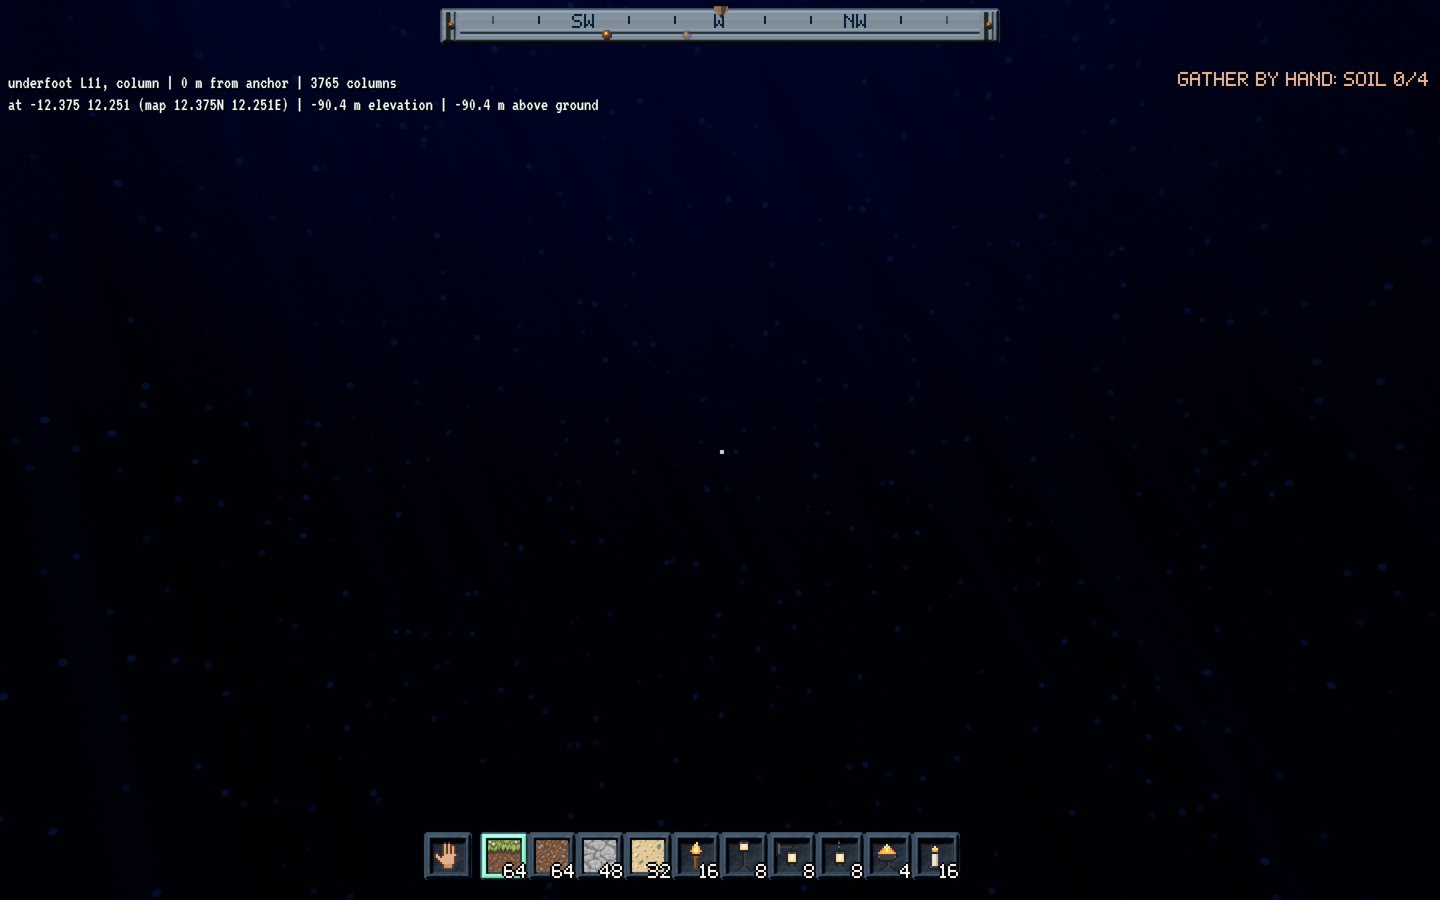 SW W NW
underfoot L11, column | 0 m from anchor | 3765 columns
at -12.375 12.251 (map 12.375N 12.251E) | -90.4 m elevation | -90.4 m above ground
GATHER BY HAND: SOIL 0/4
64 64 48 32 16 8 8 8 4 16